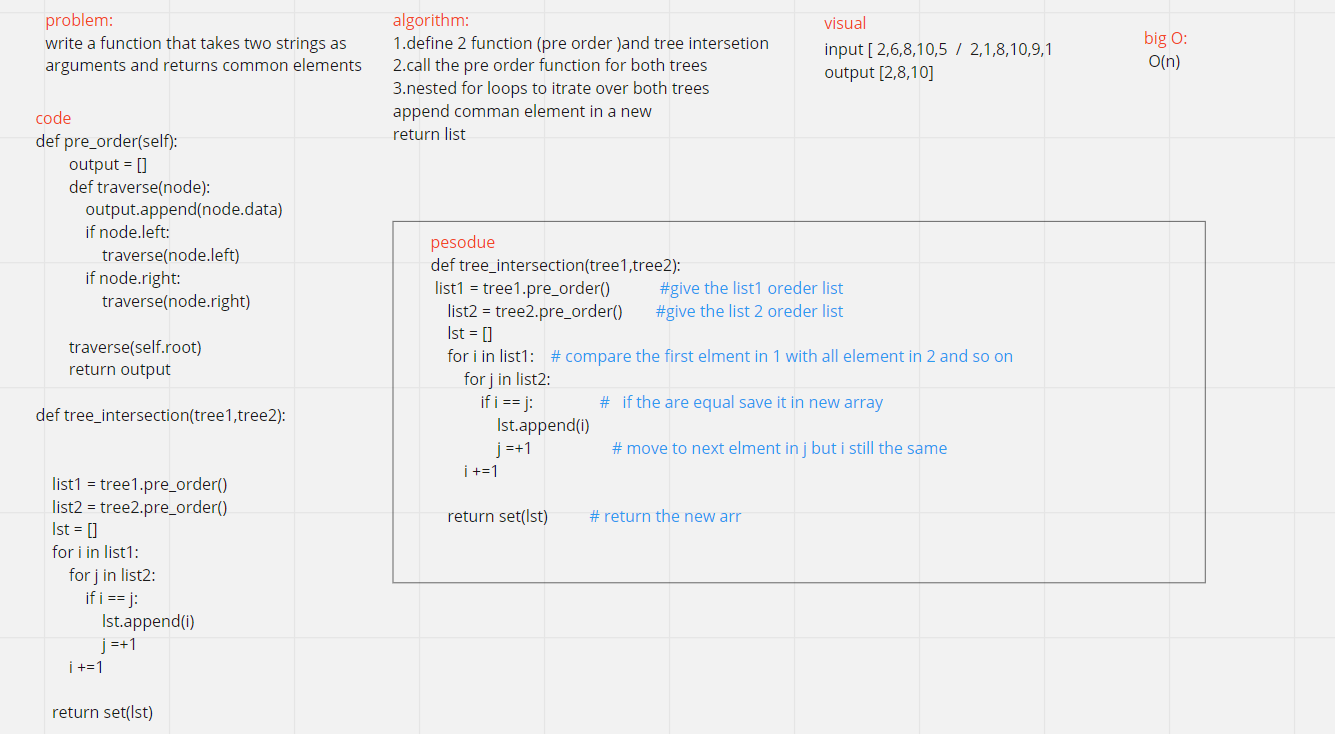 problem:
write a function that takes two strings as
arguments and returns common elements
algorithm:
1.define 2 function (pre order )and tree intersetion
2.call the pre order function for both trees
3.nested for loops to itrate over both trees
append comman element in a new
return list
visual
input [ 2,6,8,10,5  /  2,1,8,10,9,1
output [2,8,10]
big O:
O(n)
code
def pre_order(self):
output = []
def traverse(node):
output.append(node.data)
if node.left:
traverse(node.left)
if node.right:
traverse(node.right)
traverse(self.root)
return output
def tree_intersection(tree1,tree2):
list1 = tree1.pre_order()
list2 = tree2.pre_order()
lst = []
for i in list1:
for j in list2:
if i == j:
lst.append(i)
j =+1
i +=1
return set(lst)
pesodue
def tree_intersection(tree1,tree2):
list1 = tree1.pre_order() #give the list1 oreder list
list2 = tree2.pre_order() #give the list 2 oreder list
lst = []
for i in list1: # compare the first elment in 1 with all element in 2 and so on
for j in list2:
if i == j: # if the are equal save it in new array
lst.append(i)
j =+1 # move to next elment in j but i still the same
i +=1
return set(lst) # return the new arr